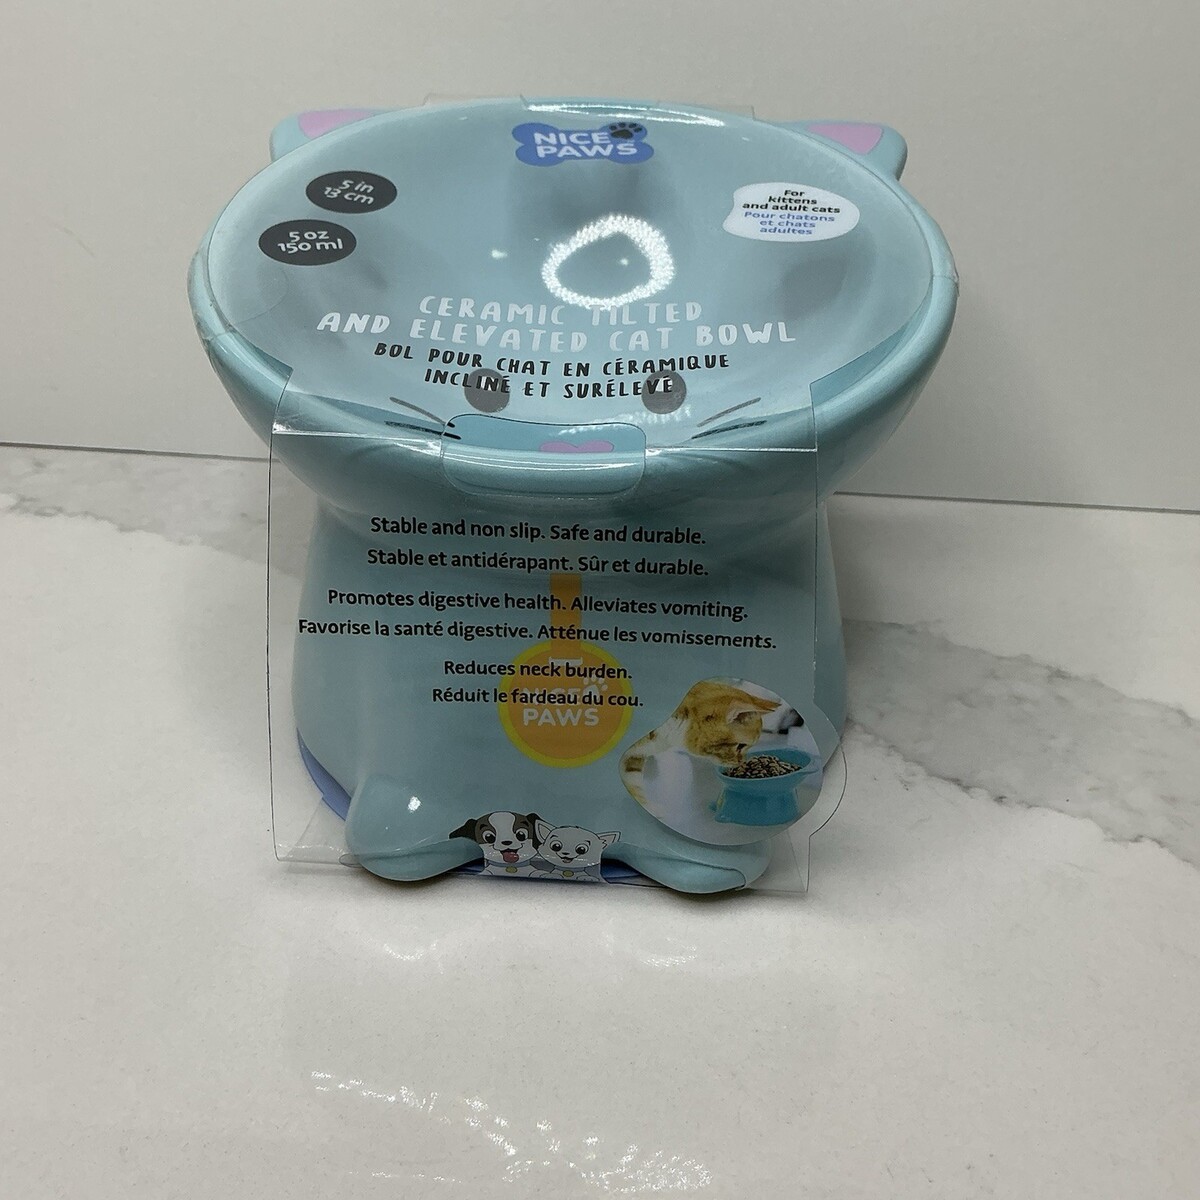 NICE
PAWS
5 in
13 cm
5 oz
150 ml
For
kittens
and adult cats
Pour chatons
et chats
adultes
CERAMIC TILTED
AND ELEVATED CAT BOWL
BOL POUR CHAT EN CÉRAMIQUE
INCLINÉ ET SURÉLEVÉ
Stable and non slip. Safe and durable.
Stable et antidérapant. Sûr et durable.
Promotes digestive health. Alleviates vomiting.
Favorise la santé digestive. Atténue les vomissements.
Reduces neck burden.
Réduit le fardeau du cou.
NICE
PAWS